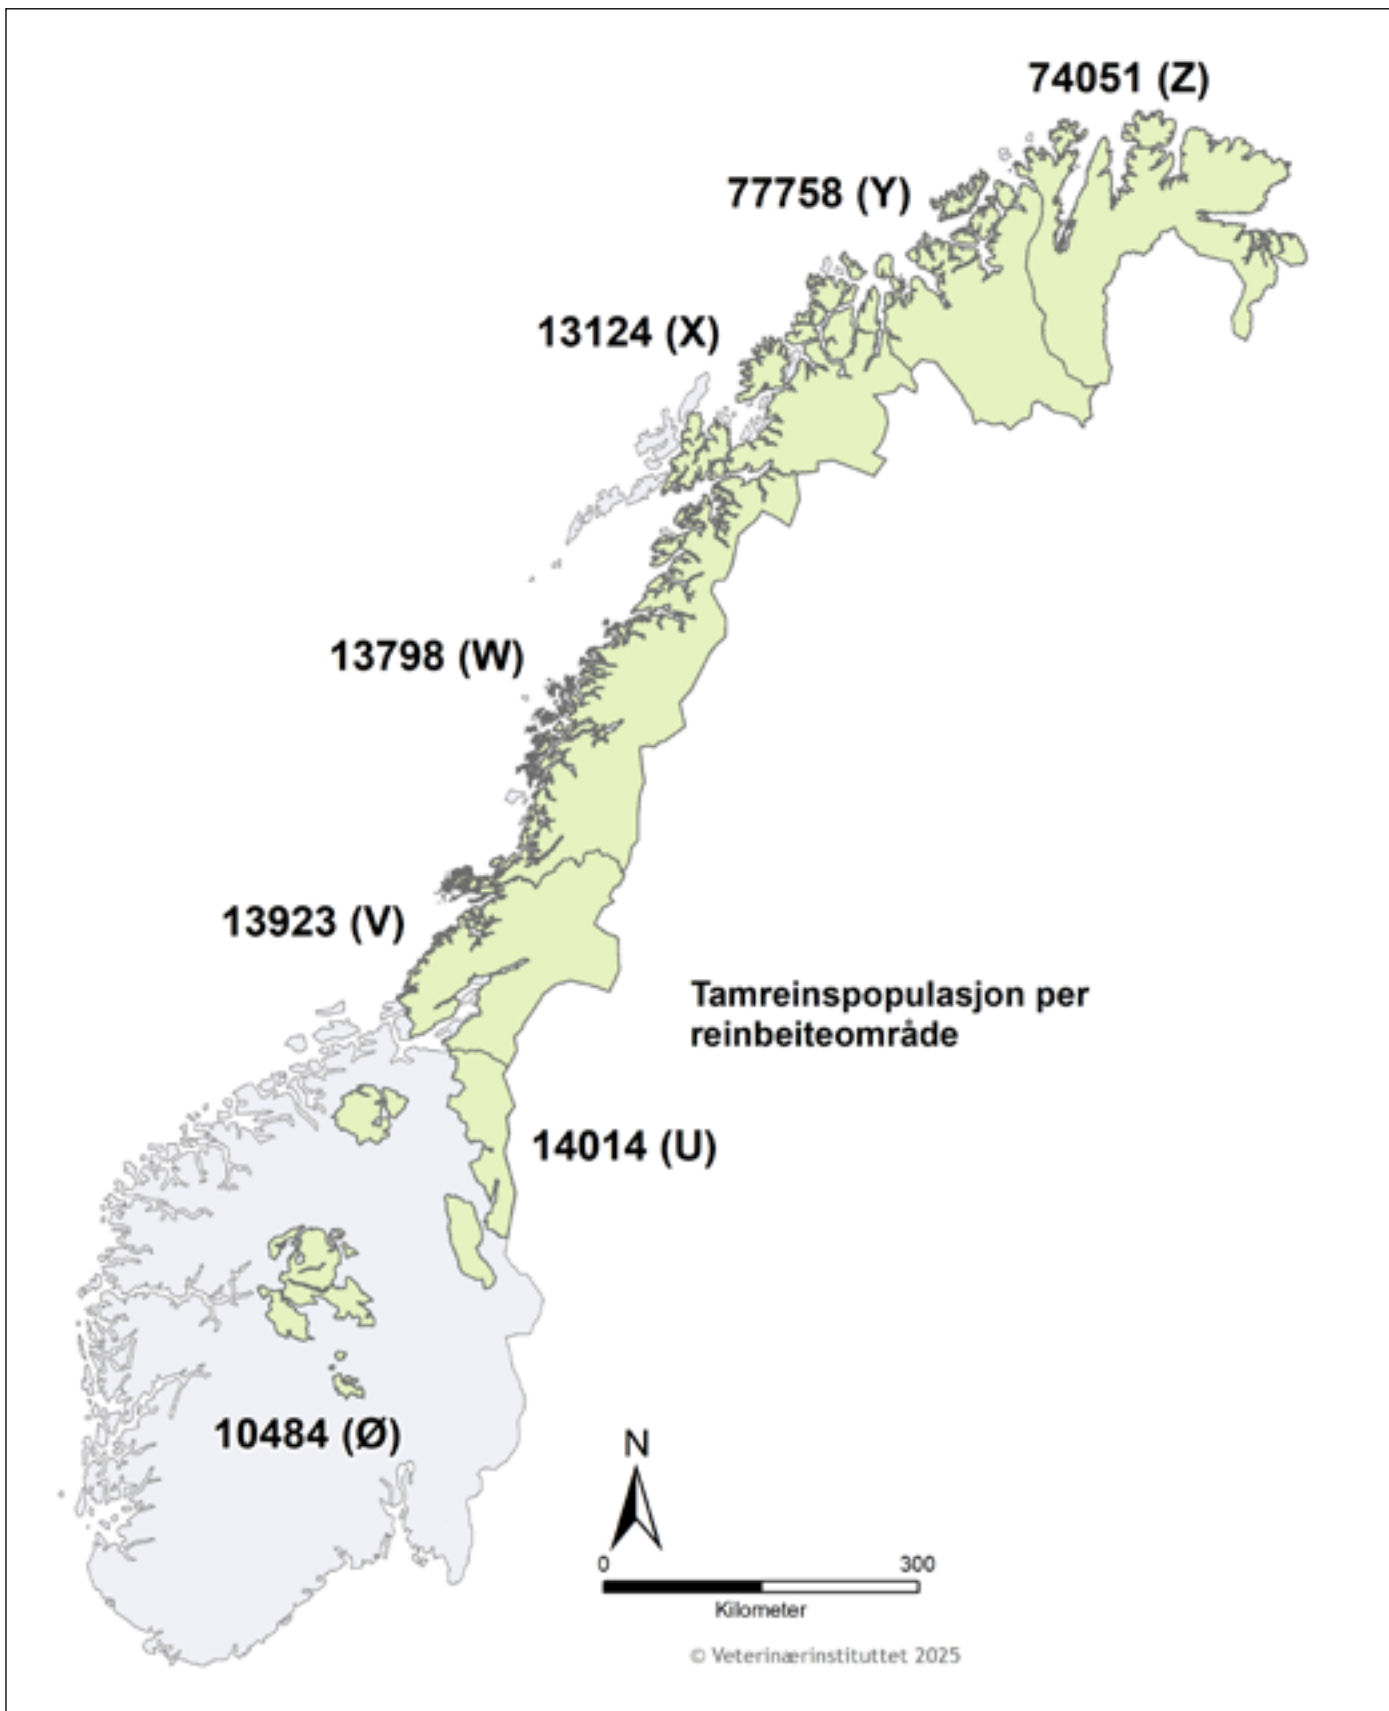 74051 (Z)
77758 (Y)
13124 (X)
13798 (W)
13923 (V)
Tamreinspopulasjon per
reinbeiteområde
14014 (U)
10484 (Ø)
N
0 300
Kilometer
© Veterinærinstituttet 2025